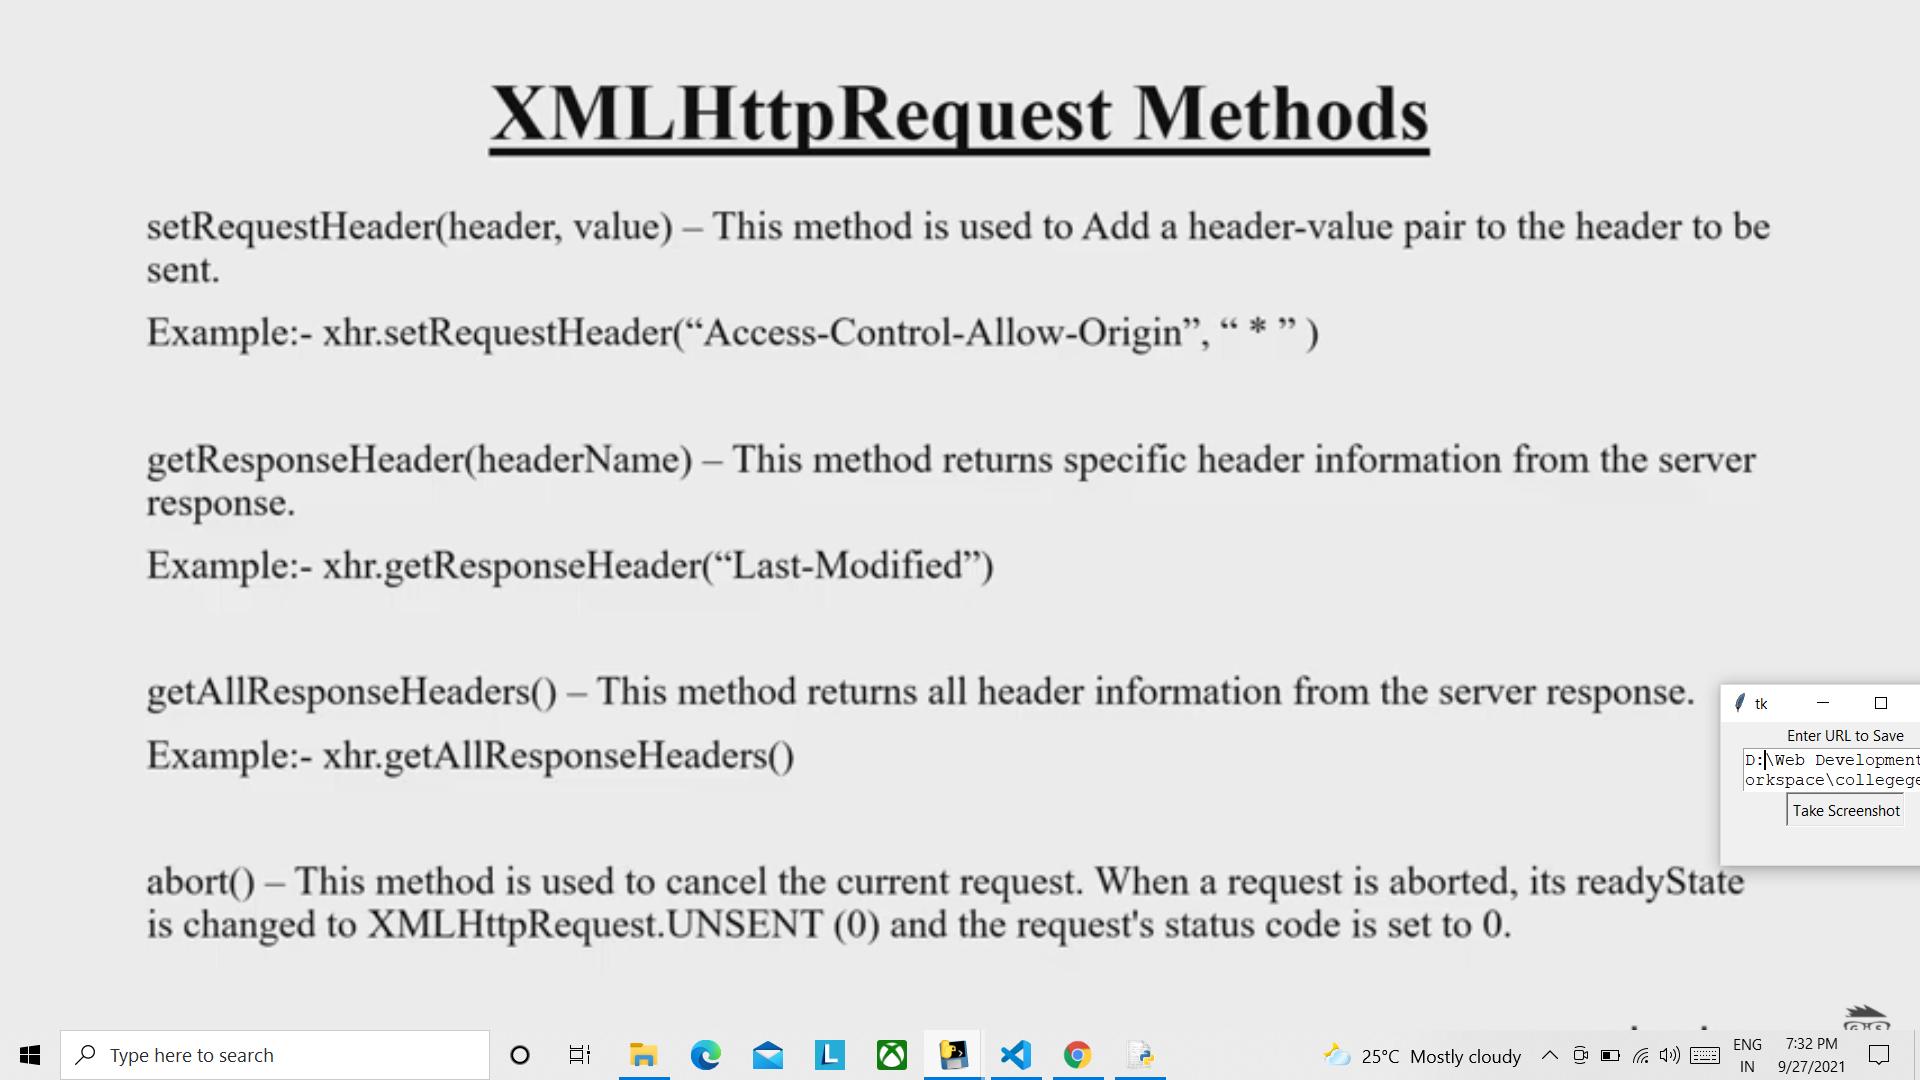 XMLHttpRequest Methods
setRequestHeader(header, value) – This method is used to Add a header-value pair to the header to be
sent.
Example:- xhr.setRequestHeader(“Access-Control-Allow-Origin”, “ * ” )
getResponseHeader(headerName) – This method returns specific header information from the server
response.
Example:- xhr.getResponseHeader(“Last-Modified”)
getAllResponseHeaders() – This method returns all header information from the server response.
Example:- xhr.getAllResponseHeaders()
tk
Enter URL to Save
D:\Web Development
orkspace\collegege
Take Screenshot
abort() – This method is used to cancel the current request. When a request is aborted, its readyState
is changed to XMLHttpRequest.UNSENT (0) and the request's status code is set to 0.
Type here to search
25°C Mostly cloudy
ENG
IN
7:32 PM
9/27/2021